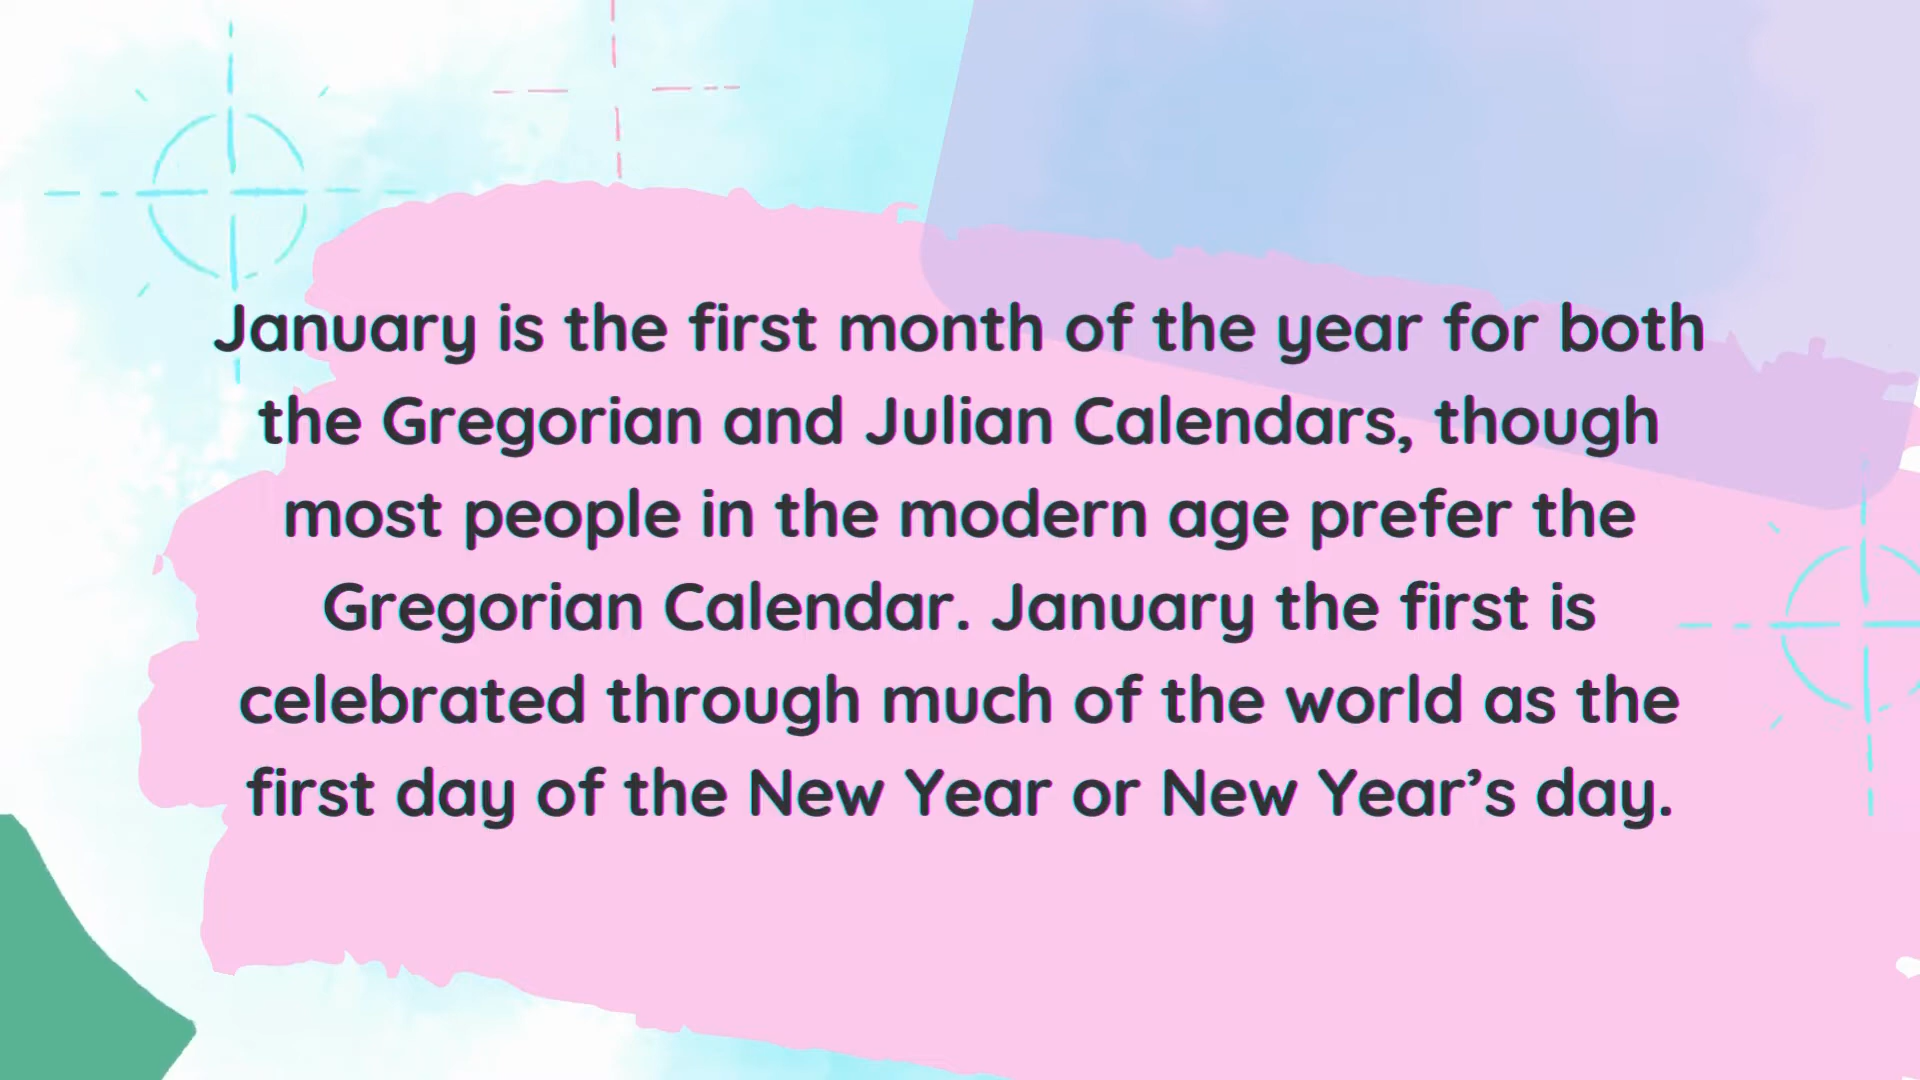 January is the first month of the year for both
the Gregorian and Julian Calendars, though
most people in the modern age prefer the
Gregorian Calendar. January the first is
celebrated through much of the world as the
first day of the New Year or New Year’s day.